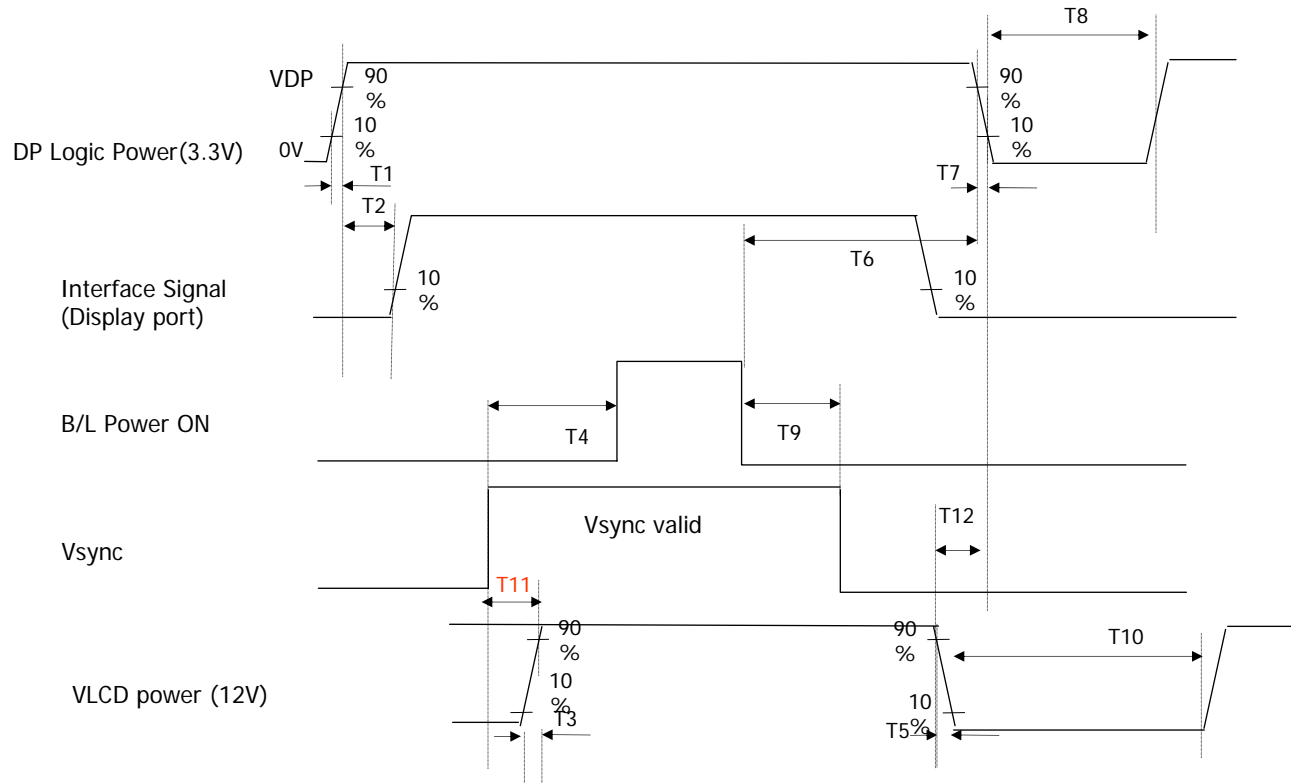 T8
VDP
90
%
90
%
10
%
10
%
DP Logic Power(3.3V)
0V
T1
T7
T2
T6
Interface Signal
(Display port)
10
%
10
%
B/L Power ON
T4
T9
T12
Vsync valid
Vsync
T11
90
%
90
%
T10
VLCD power (12V)
10
%
10
%
T3
T5